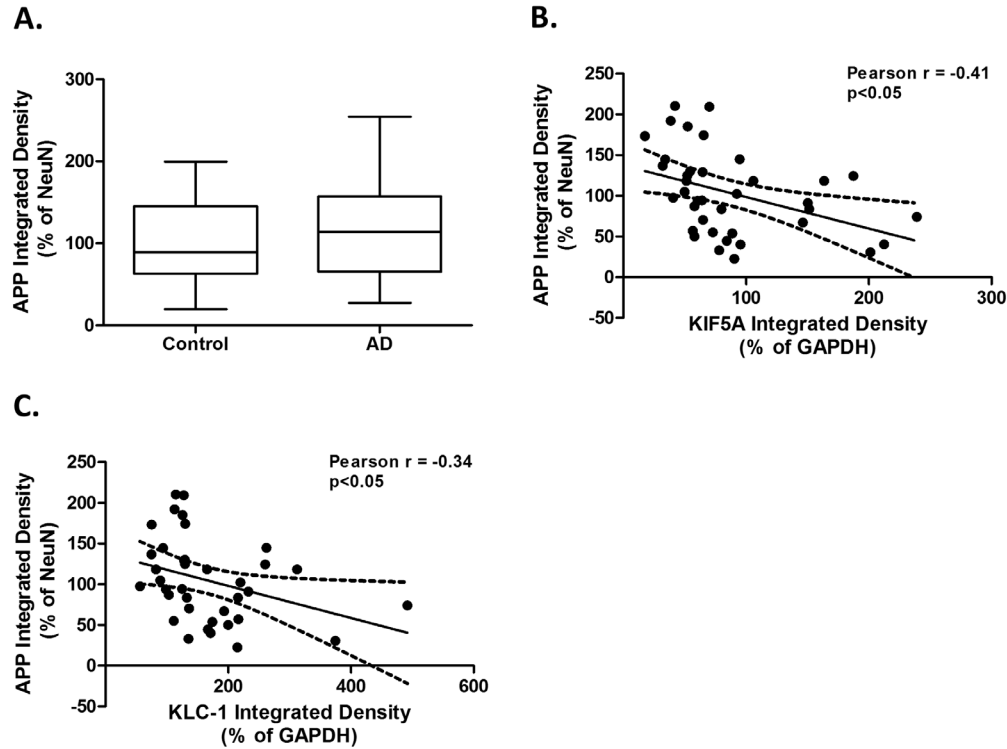 A.
APP Integrated Density
(% of NeuN)
300
200
100
0
Control
AD
B.
APP Integrated Density
(% of NeuN)
Pearson r = -0.41
p<0.05
250
200
150
100
50
0
-50
100
200
300
KIF5A Integrated Density
(% of GAPDH)
C.
APP Integrated Density
(% of NeuN)
Pearson r = -0.34
p<0.05
250
200
150
100
50
0
-50
200
400
600
KLC-1 Integrated Density
(% of GAPDH)